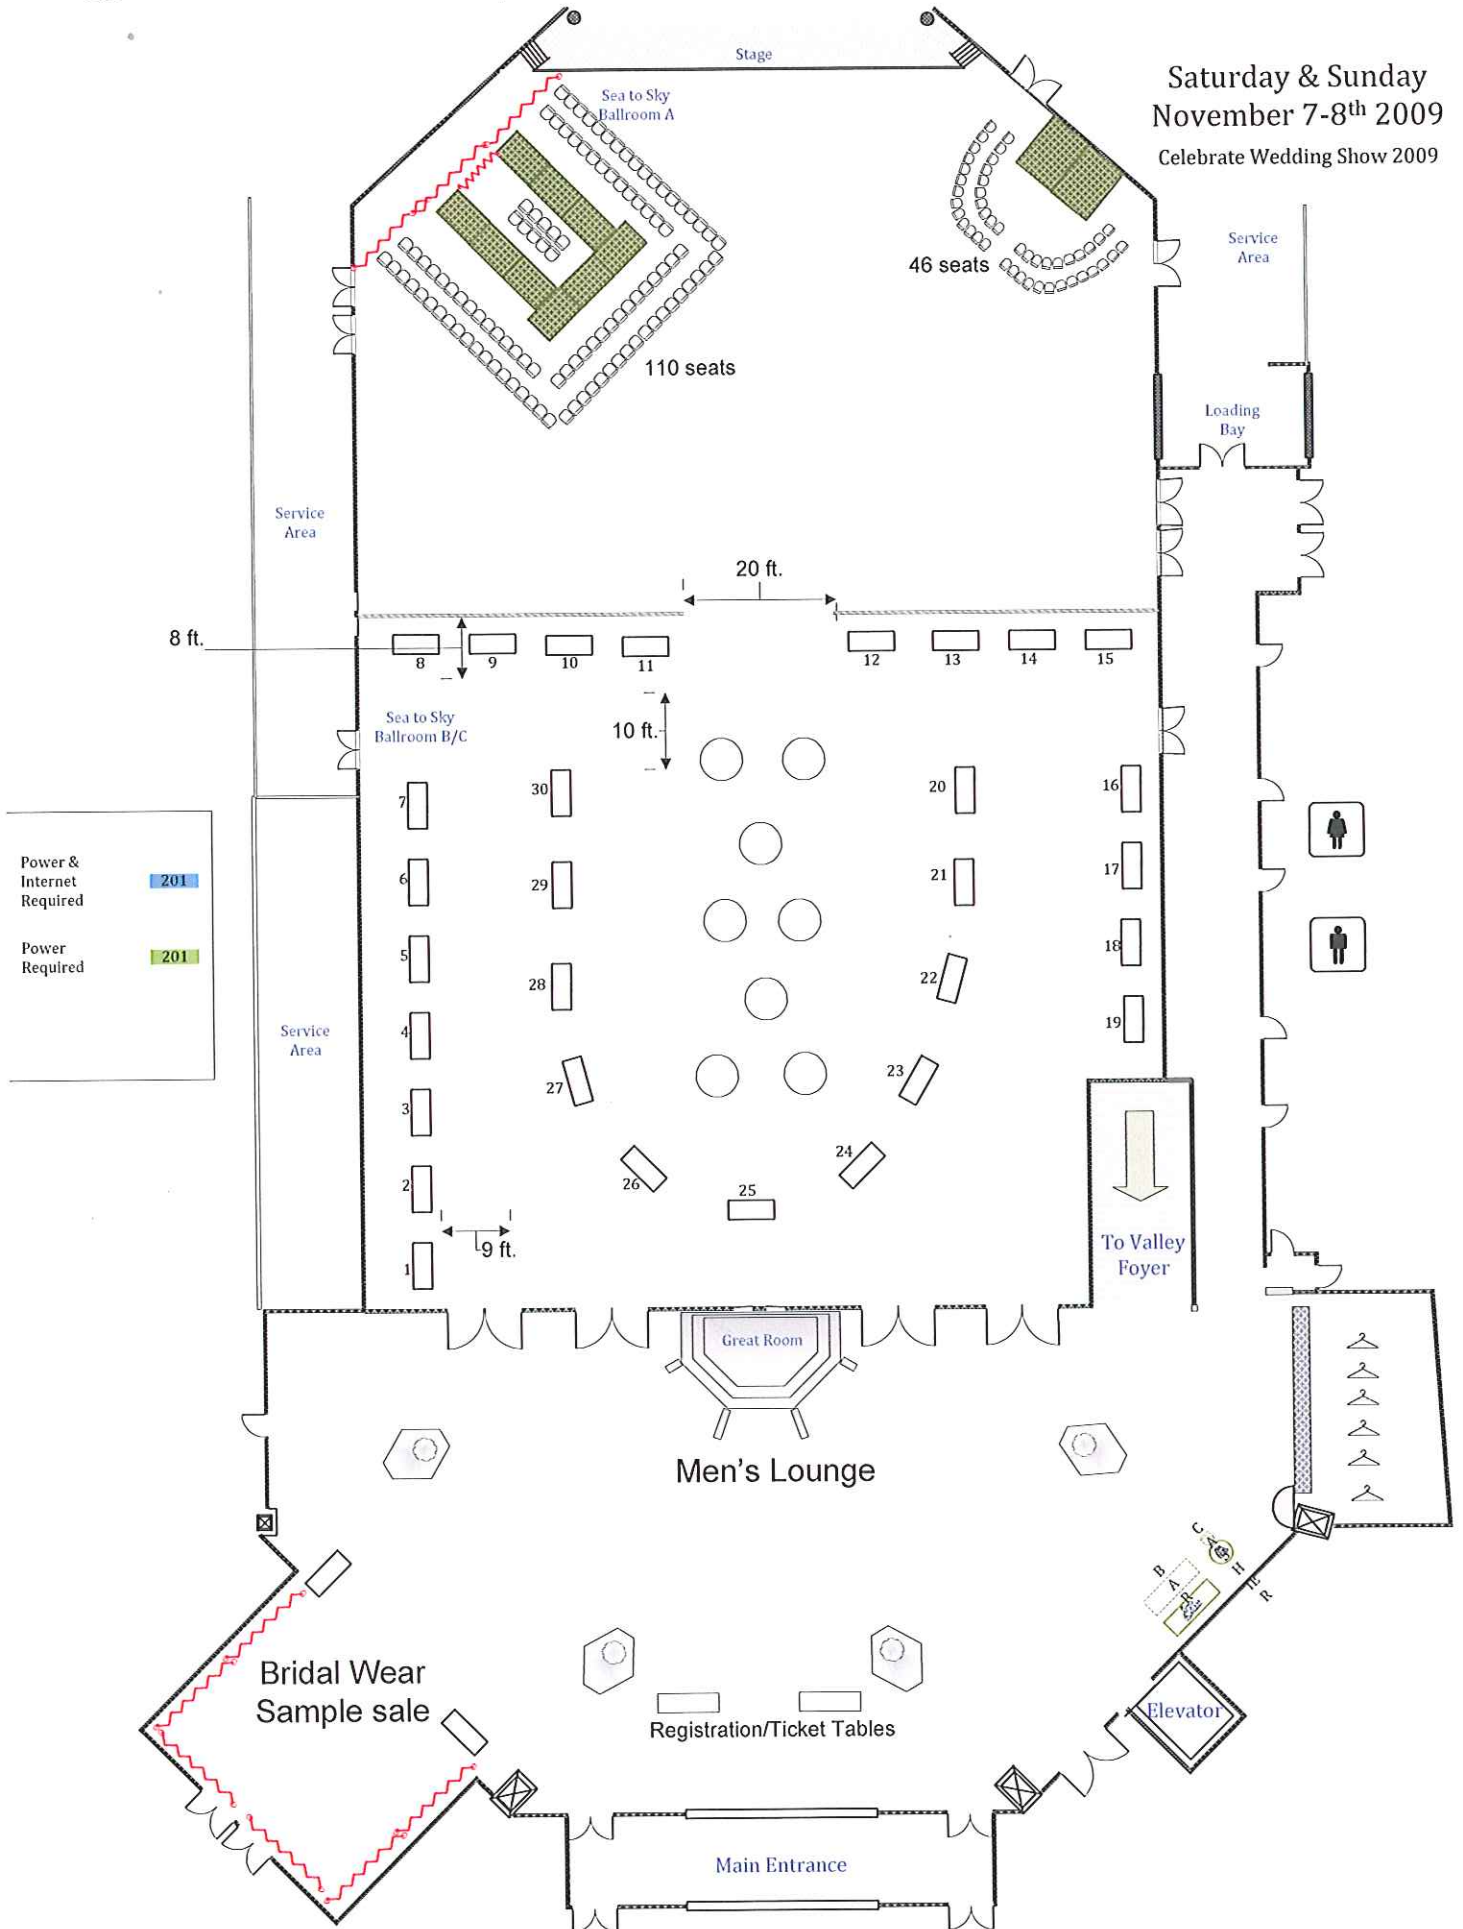 Stage
Saturday & Sunday
November 7-8th 2009
Celebrate Wedding Show 2009
Sea to Sky
Ballroom A
46 seats
Service
Area
110 seats
Loading
Bay
Service
Area
20 ft.
8 ft.
8
9
10
11
12
13
14
15
Sea to Sky
Ballroom B/C
10 ft.
7
30
20
16
Power &
Internet
Required
201
6
29
21
17
Power
Required
201
5
28
22
18
Service
Area
4
19
27
23
3
26
24
2
25
9 ft.
To Valley
Foyer
1
Great Room
Men's Lounge
C
A
B
A
R
H
E
R
Bridal Wear
Sample sale
Registration/Ticket Tables
Elevator
Main Entrance